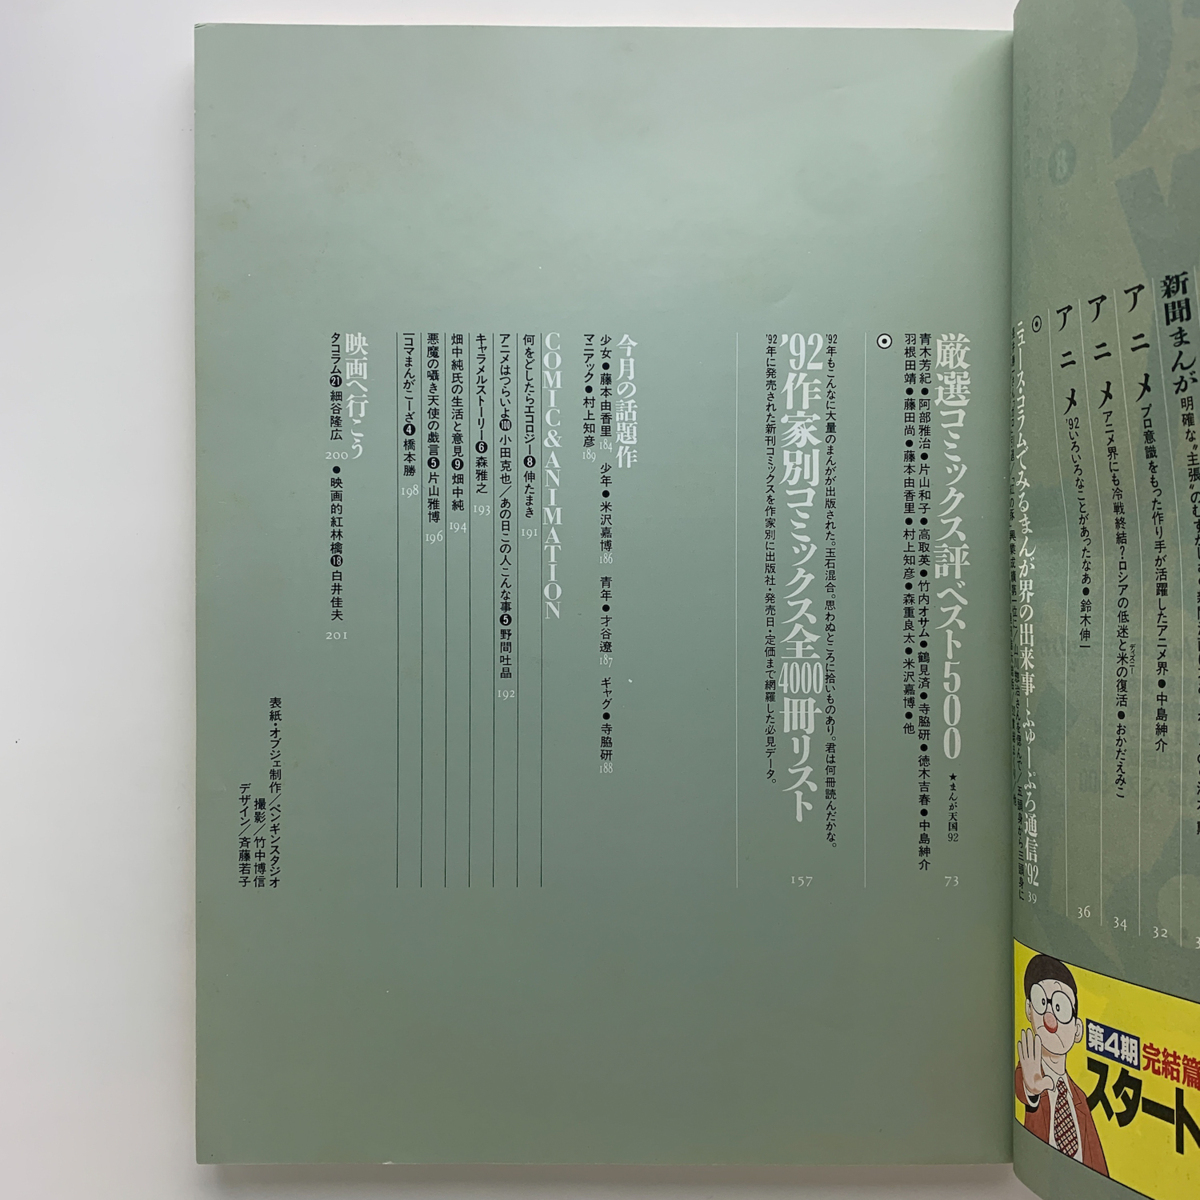 新聞まんが
アニメ プロ意識をもった作り手が活躍したアニメ界●中島紳介
32
アニメ アニメ界にも冷戦終結?・ロシアの低迷と米の復活●おかだえみこ
ディズニー
34
アニメ '92いろいろなことがあったなあ●鈴木伸一
36
ニュース・コラムでみるまんが界の出来事―ふゅーぷろ通信'92
39
厳選コミックス評ベスト500 ★まんが天国92
73
青木芳紀●阿部雅治●片山和子●高取英●竹内オサム●鶴見済●寺脇研●徳木吉春●中島紳介
羽根田靖●藤田尚●藤本由香里●村上知彦●森重良太●米沢嘉博●他
'92年もこんなに大量のまんがが出版された。玉石混合。思わぬところに拾いものあり。君は何冊読んだかな。
'92作家別コミックス全4000冊リスト
157
'92年に発売された新刊コミックスを作家別に出版社・発売日・定価まで網羅した必見データ。
今月の話題作
少女●藤本由香里 184 少年●米沢嘉博 186 青年●才谷遼 187 ギャグ●寺脇研 188
マニアック●村上知彦 189
COMIC&ANIMATION
何をどしたらエコロジー❽伸たまき 191
アニメはつらいよ100小田克也/あの日この人こんな事❺野間吐晶 192
キャラメルストーリー❻森雅之 193
畑中純氏の生活と意見❾畑中純 194
悪魔の囁き天使の戯言❺片山雅博 196
一コマまんがこーざ❹橋本勝 198
映画へ行こう
タコラム㉑細谷隆広 200 ●映画的紅林檎⓲白井佳夫 201
表紙・オブジェ制作/ペンギンスタジオ
撮影/竹中博信
デザイン/斉藤若子
第4期 完結篇
スタート